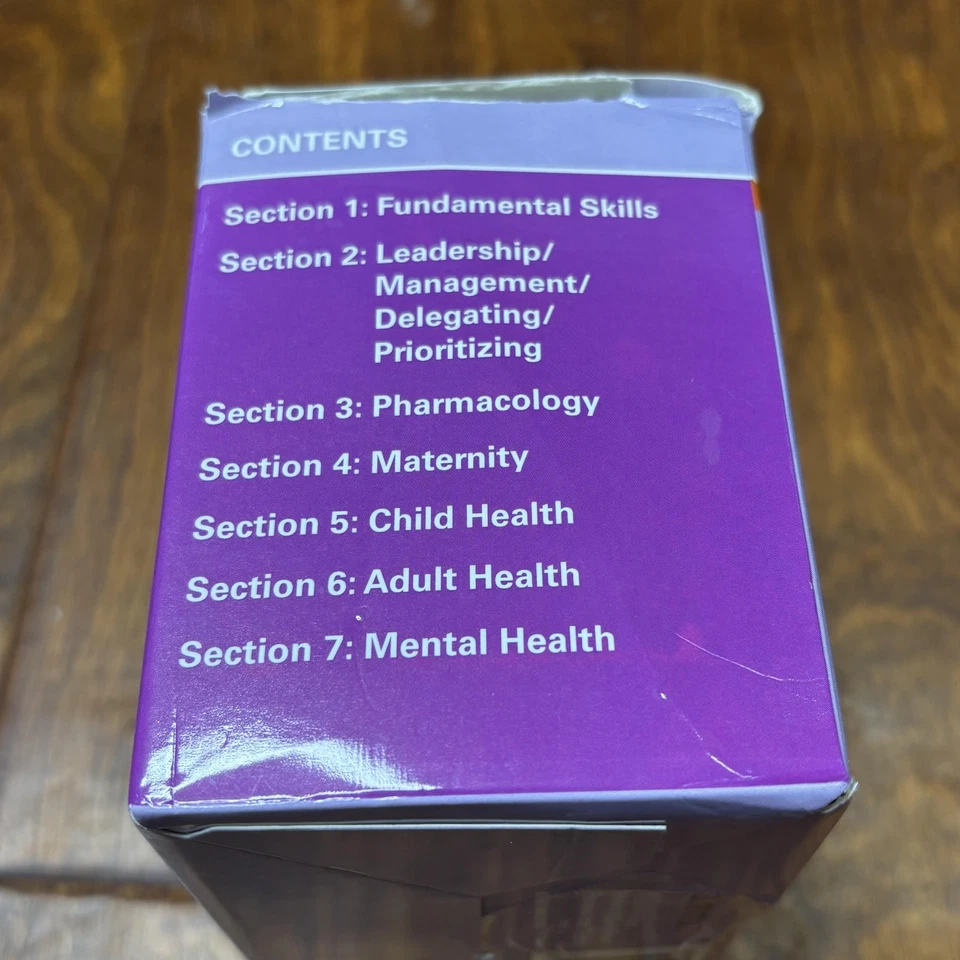 CONTENTS
Section 1: Fundamental Skills
Section 2: Leadership/
Management/
Delegating/
Prioritizing
Section 3: Pharmacology
Section 4: Maternity
Section 5: Child Health
Section 6: Adult Health
Section 7: Mental Health